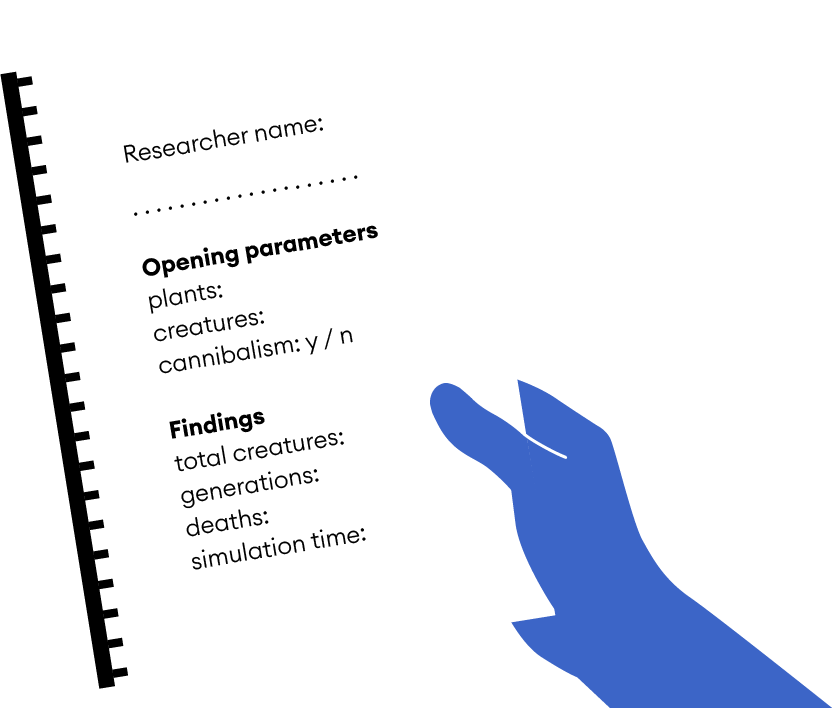 Researcher name:
...................
Opening parameters
plants:
creatures:
cannibalism: y / n
Findings
total creatures:
generations:
deaths:
simulation time: